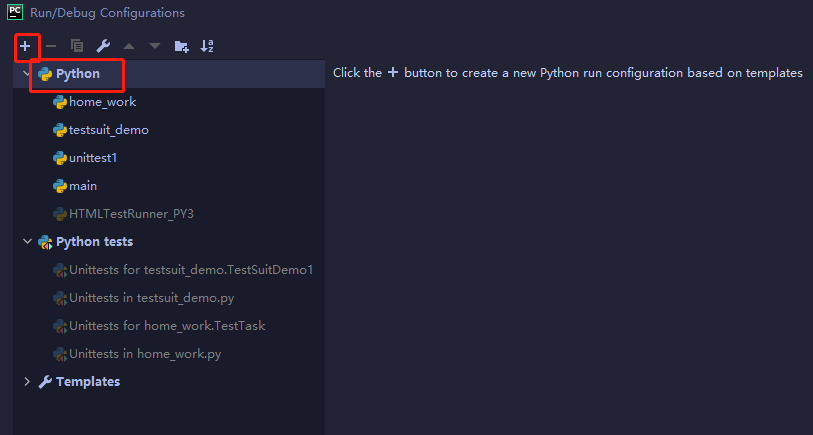 PC Run/Debug Configurations
Python
Click the + button to create a new Python run configuration based on templates
home_work
testsuit_demo
unittest1
main
HTMLTestRunner_PY3
Python tests
Unittests for testsuit_demo.TestSuitDemo1
Unittests in testsuit_demo.py
Unittests for home_work.TestTask
Unittests in home_work.py
Templates